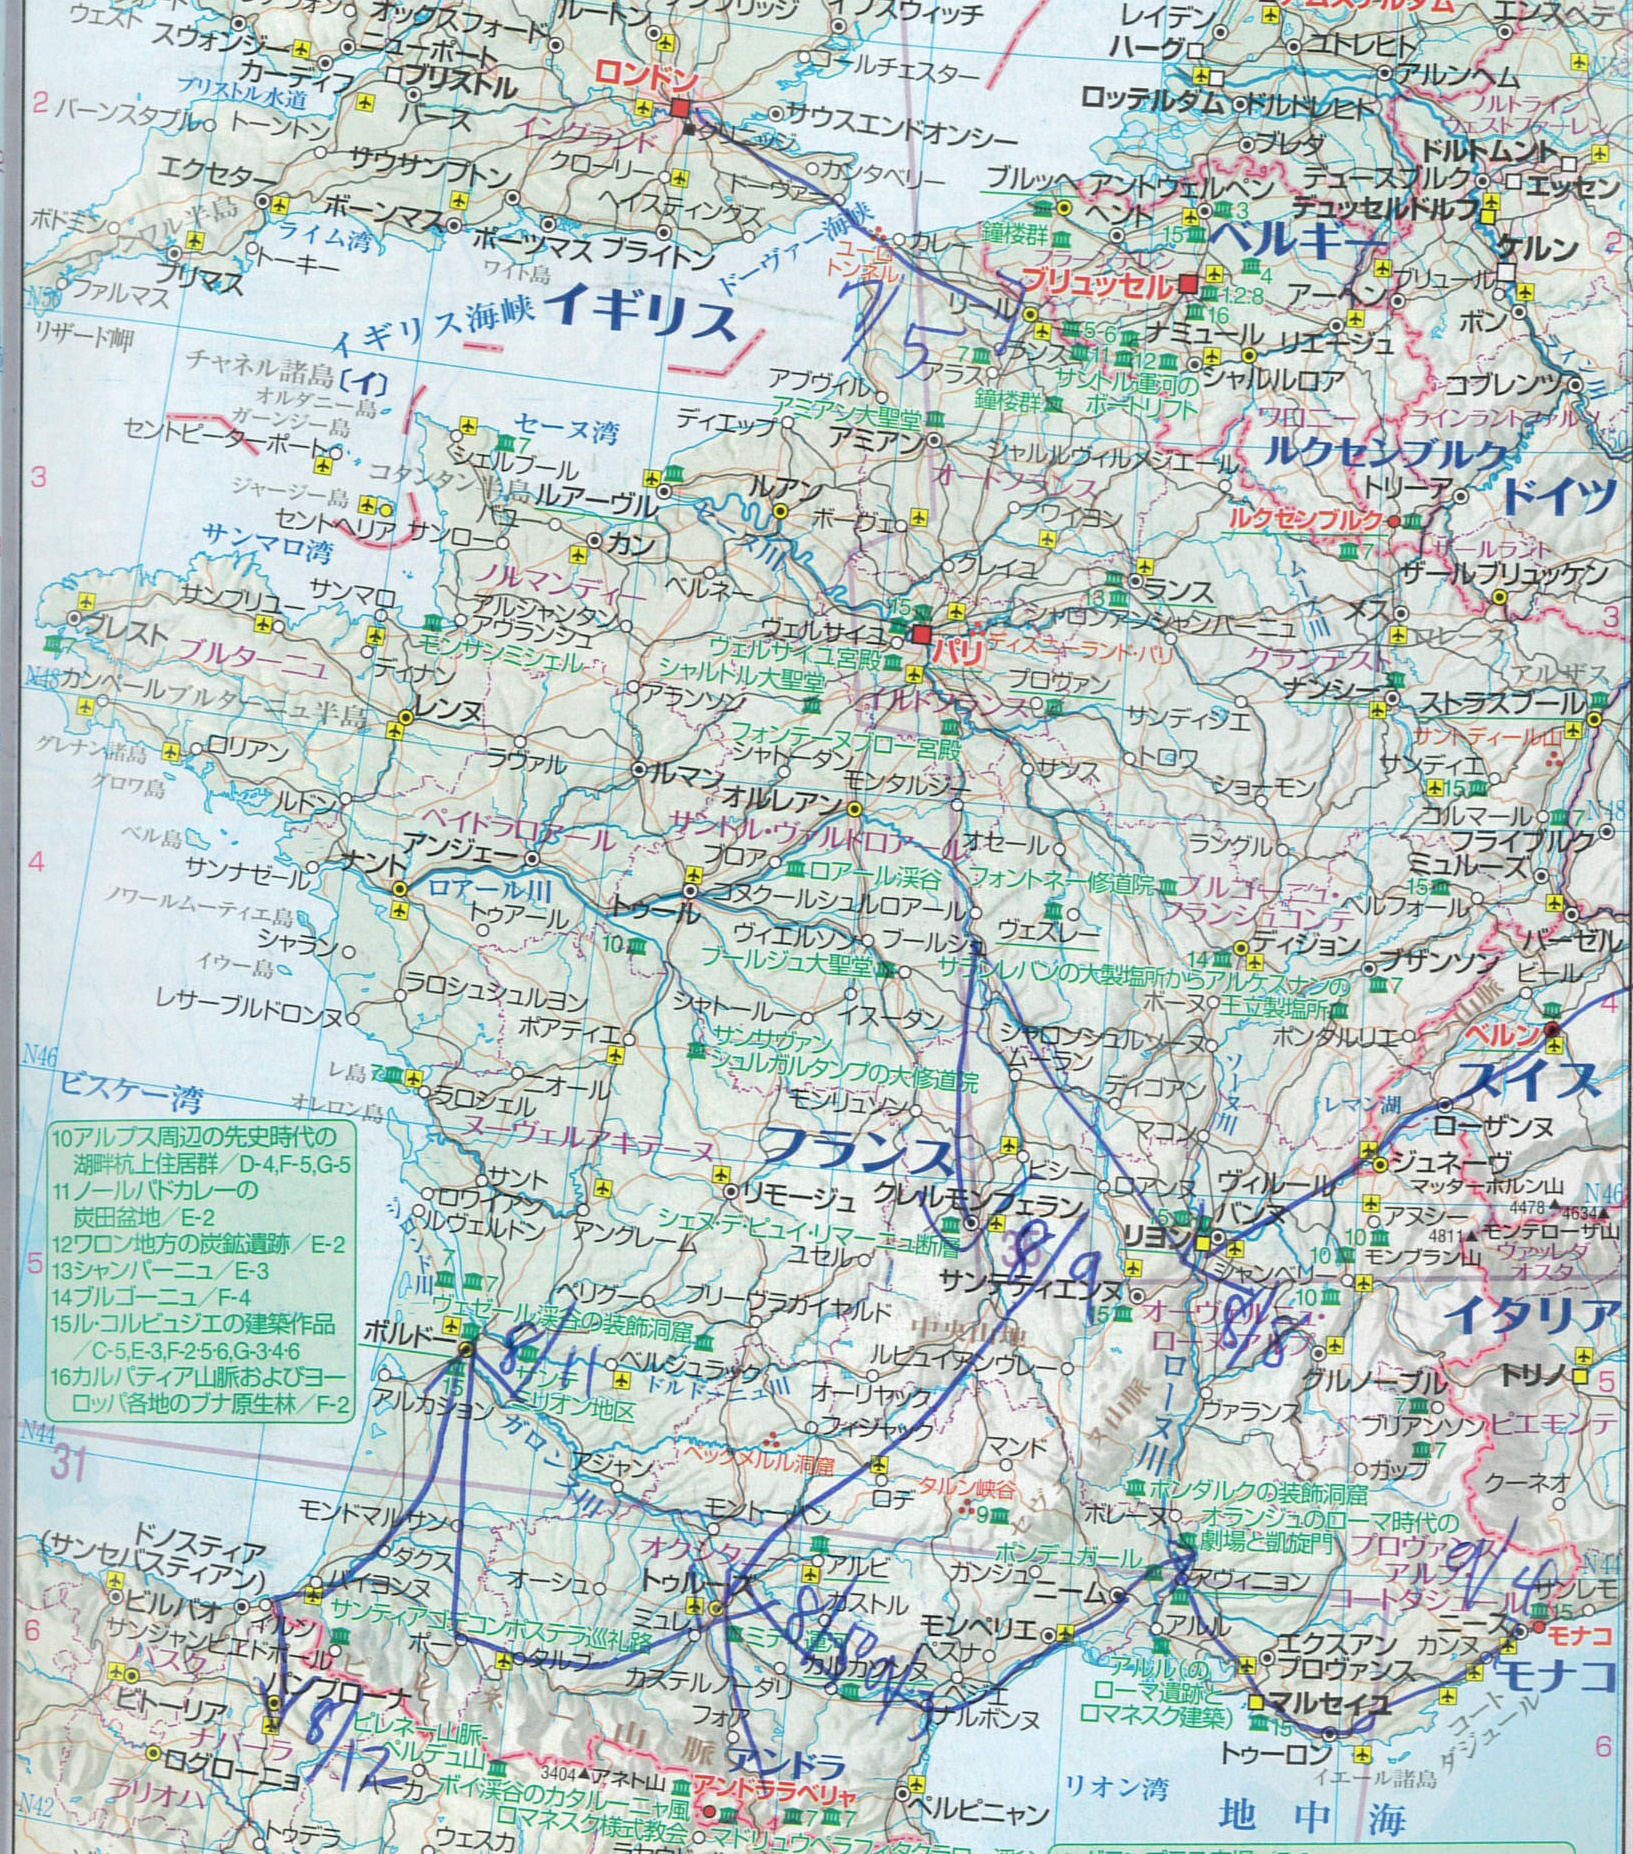 ウェスト
スウォンジー
カーディフ
ニューポート
オックスフォード
ルートン
イプスウィッチ
コールチェスター
ブリストル
ブリストル水道
バース
ロンドン
グリニッジ
サウスエンドオンシー
2
バーンスタプル
トーントン
イングランド
クローリー
カンタベリー
ドーヴァー
エクセター
サウサンプトン
ボーンマス
ポーツマス
ブライトン
ヘイスティングズ
ボドミン
ライム湾
トーキー
プリマス
ファルマス
ワイト島
ドーヴァー海峡
ユーロ
トンネル
カレー
N50
リザード岬
イギリス海峡
イギリス
レイデン
ハーグ
ユトレヒト
アルンヘム
エンスヘデ
ロッテルダム
ドルドレヒト
ブレダ
ノルトライン
ヴェストファーレン
ドルトムント
デュースブルク
エッセン
デュッセルドルフ
ブルッヘ
アントウェルペン
ヘント
鐘楼群
ベルギー
ブリュッセル
1·2·8
16
アーヘン
ケルン
ブリュール
ボン
リール
ナミュール
リエージュ
シャルルロア
サントル運河の
ボートリフト
コブレンツ
ライン川
アラス
鐘楼群
7/5
チャネル諸島〔イ〕
オルダニー島
ガーンジー島
セントピーターポート
ジャージー島
セントヘリア
サンマロ湾
コタンタン半島
シェルブール
セーヌ湾
ディエップ
アブヴィル
アミアン大聖堂
アミアン
シャルルヴィルメジエール
ワロニー
ラインラントファルツ
ルクセンブルク
トリーア
ドイツ
3
ルアーヴル
ルアン
ボーヴェ
オードフランス
ノワイヨン
ルクセンブルク
ザールラント
ザールブリュッケン
バユー
サンロー
カン
セーヌ川
クレイユ
ランス
メス
ロレーヌ
サンブリュー
サンマロ
ノルマンディー
アルジャンタン
アヴランシュ
ベルネー
ヴェルサイユ
パリ
ディズニーランド・パリ
シャロンアンシャンパーニュ
グランテスト
アルザス
ブレスト
ブルターニュ
モンサンミシェル
ディナン
ヴェルサイユ宮殿
シャルトル大聖堂
イルドフランス
プロヴァン
ナンシー
ストラスブール
N48
カンペール
ブルターニュ半島
レンヌ
アランソン
フォンテーヌブロー宮殿
サンディジエ
サントディール山
グレナン諸島
ロリアン
グロワ島
ラヴァル
シャトーダン
ルマン
オルレアン
モンタルジー
サンス
トロワ
ショーモン
サンディエ
コルマール
フライブルク
ミュルーズ
ルドン
ベル島
4
サンナゼール
ナント
アンジェー
ペイドラロアール
サントル・ヴァルドロアール
ブロア
オセール
ラングル
ロアール渓谷
フォントネー修道院
ブルゴーニュ・
フランシュコンテ
ベルフォール
バーゼル
ノワールムーティエ島
ロアール川
トゥアール
トゥール
コヌクールシュルロアール
ヴェズレー
ディジョン
ブザンソン
ビール
シャラン
イウー島
ヴィエルゾン
ブールジュ
ブールジュ大聖堂
サランレバンの大製塩所からアルケスナンの
王立製塩所
ボーヌ
レサーブルドロンヌ
ラロシュシュルヨン
ポアティエ
シャトールー
イスーダン
シャロンシュルソーヌ
ポンタルリエ
ベルン
N46
ビスケー湾
レ島
オレロン島
ラロシェル
ニオール
サンサヴァン
シュルガルタンプの大修道院
ムーラン
ディゴアン
ソーヌ川
レマン湖
スイス
ローザンヌ
ヌーヴェルアキテーヌ
モンリュソン
マコン
ジュネーヴ
マッターホルン山
4478
4634
モンテローザ山
10アルプス周辺の先史時代の
湖畔杭上住居群/D-4,F-5,G-5
11ノールパドカレーの
炭田盆地/E-2
12ワロン地方の炭鉱遺跡/E-2
13シャンパーニュ/E-3
14ブルゴーニュ/F-4
15ル・コルビュジエの建築作品
/C-5,E-3,F-2·5·6,G-3·4·6
16カルパティア山脈およびヨー
ロッパ各地のブナ原生林/F-2
サント
ロワイアン
ルヴェルドン
ジロンド川
アングレーム
リモージュ
フランス
クレルモンフェラン
ビシー
ロアンヌ
ヴィルール
バンヌ
リヨン
アヌシー
4811
モンブラン山
ヴァッレダ
オスタ
シェヌ・デ・ピュイ・リマーニュ断層
ユセル
サンテティエンヌ
シャンベリー
5
ペリグー
ブリーヴラガイヤルド
中央山地
オーヴェルニュ・
ローヌアルプ
イタリア
ヴェゼール渓谷の装飾洞窟
ボルドー
ベルジュラック
ドルドーニュ川
ルピュイアンヴレー
グルノーブル
トリノ
8/9
8/8
8/11
アルカション
サンテ
ミリオン地区
オーリヤック
ヴァランス
ブリアンソン
ピエモンテ
N44
31
ガロンヌ川
フィジャック
ペックメルル洞窟
マンド
ローヌ川
ガップ
クーネオ
アジャン
モントーバン
ロデ
タルン峡谷
ボンダルクの装飾洞窟
モンドマルサン
ボレーヌ
オランジュのローマ時代の
劇場と凱旋門
プロヴァンス
アルプ
コートダジュール
ドノスティア
(サンセバスティアン)
ダクス
バイヨンヌ
オクシタニー
アルビ
ポンデュガール
ガンジュ
ニーム
アヴィニョン
サンレモ
ビルバオ
イルン
オーシュ
トゥルーズ
カストル
モンペリエ
アルル
9/4
6
サンジャンピエドポール
サンティアゴデコンポステラ巡礼路
ポー
タルブ
ミュレ
ミディ運河
8/10
ペズナ
カルカソンヌ
エクスアン
プロヴァンス
カンヌ
ニース
モナコ
バスク
パンプローナ
ビトーリア
カステルノーダリ
ベジエ
ナルボンヌ
アルル(の
ローマ遺跡と
ロマネスク建築)
マルセイユ
コート
ダジュール
ナバーラ
8/12
ピレネー山脈-
ペルデュ山
フォア
アンドラ
トゥーロン
イエール諸島
ログローニョ
ラリオハ
ボイ渓谷のカタルーニャ風
ロマネスク様式教会
3404
アネト山
アンドララベリャ
ペルピニャン
リオン湾
地中海
N42
トゥデラ
ウェスカ